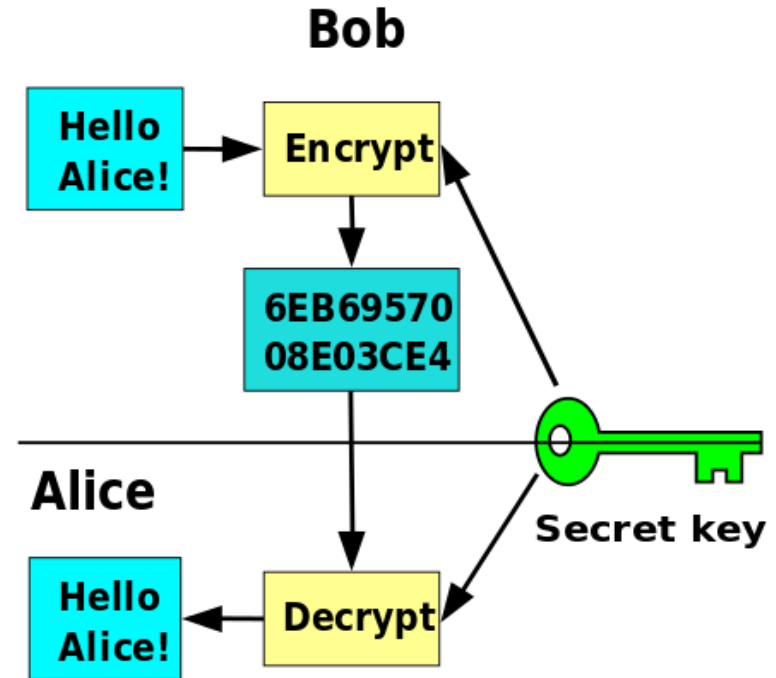 Bob
Hello
Alice!
Encrypt
6EB69570
08E03CE4
Alice
Secret key
Hello
Alice!
Decrypt